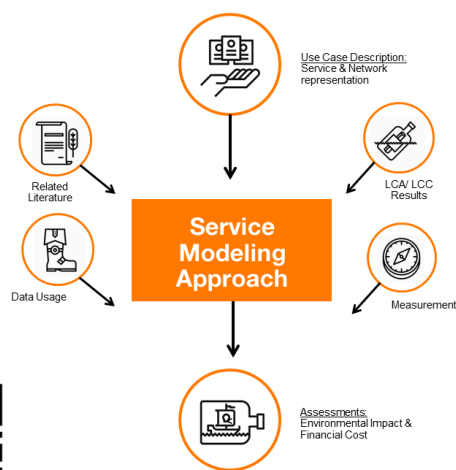 Use Case Description:
Service & Network
representation
Related
Literature
LCA/ LCC
Results
Service
Modeling
Approach
Data Usage
Measurement
Assessments:
Environmental Impact &
Financial Cost